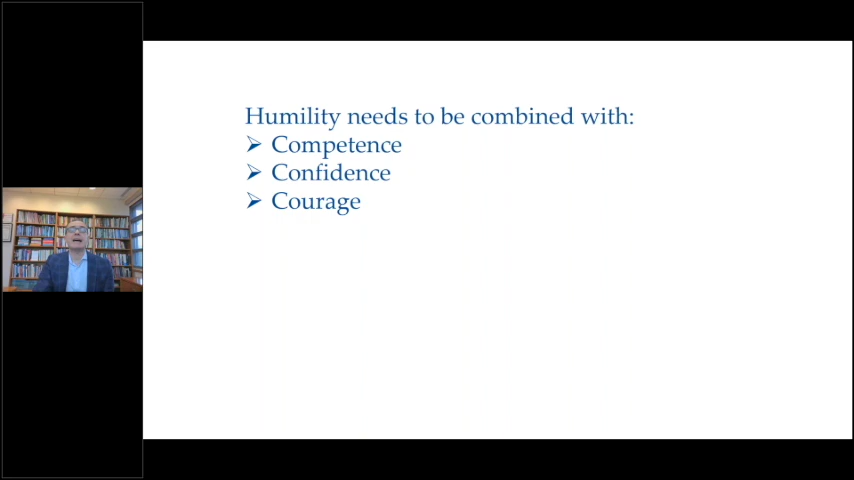 Humility needs to be combined with:
➢ Competence
➢ Confidence
➢ Courage